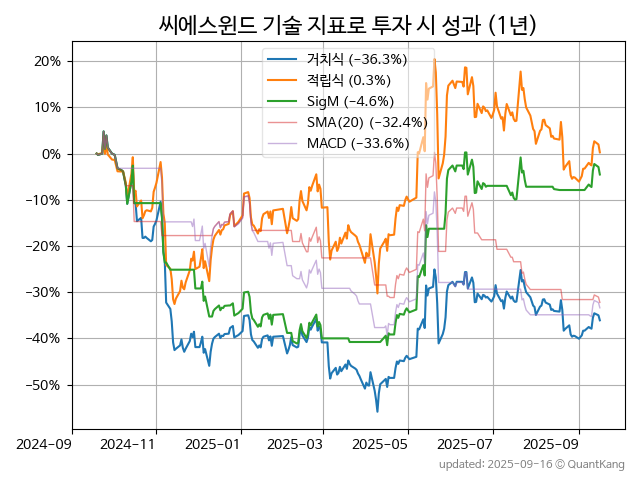 씨에스윈드 기술 지표로 투자 시 성과 (1년)
거치식 (−36.3%)
적립식 (0.3%)
SigM (−4.6%)
SMA(20) (−32.4%)
MACD (−33.6%)
20%
10%
0%
−10%
−20%
−30%
−40%
−50%
2024-09 2024-11 2025-01 2025-03 2025-05 2025-07 2025-09
updated: 2025-09-16 ⓒ QuantKang